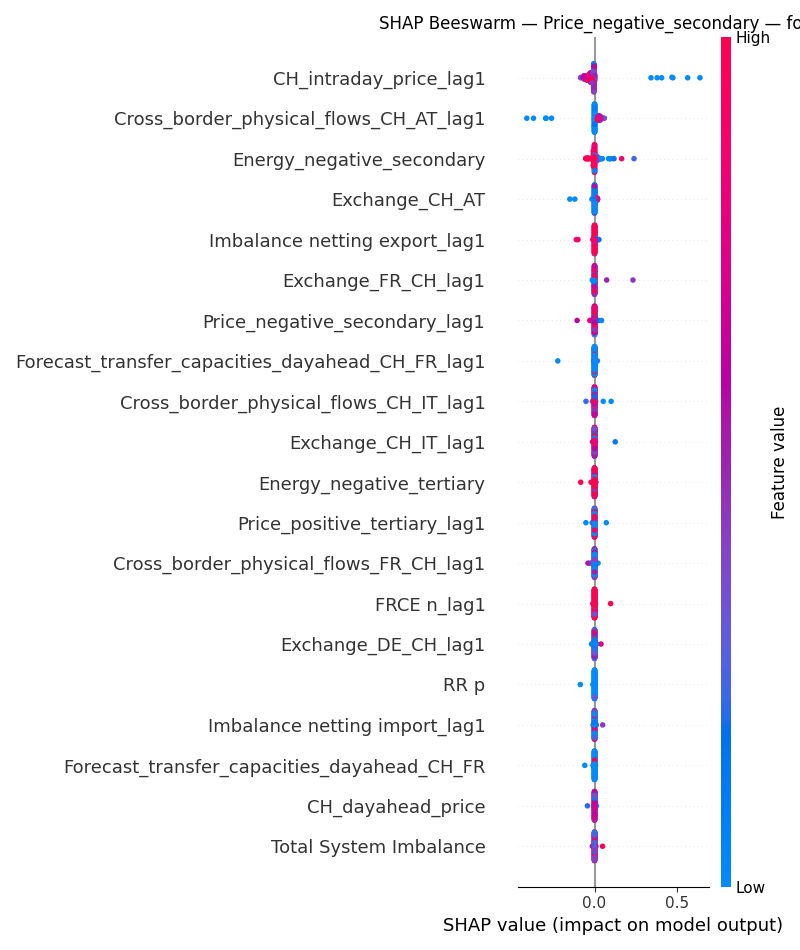 SHAP Beeswarm — Price_negative_secondary — fo
High
CH_intraday_price_lag1
Cross_border_physical_flows_CH_AT_lag1
Energy_negative_secondary
Exchange_CH_AT
Imbalance netting export_lag1
Exchange_FR_CH_lag1
Price_negative_secondary_lag1
Forecast_transfer_capacities_dayahead_CH_FR_lag1
Cross_border_physical_flows_CH_IT_lag1
Exchange_CH_IT_lag1
Energy_negative_tertiary
Price_positive_tertiary_lag1
Cross_border_physical_flows_FR_CH_lag1
FRCE n_lag1
Exchange_DE_CH_lag1
RR p
Imbalance netting import_lag1
Forecast_transfer_capacities_dayahead_CH_FR
CH_dayahead_price
Total System Imbalance
Feature value
Low
0.0 0.5
SHAP value (impact on model output)